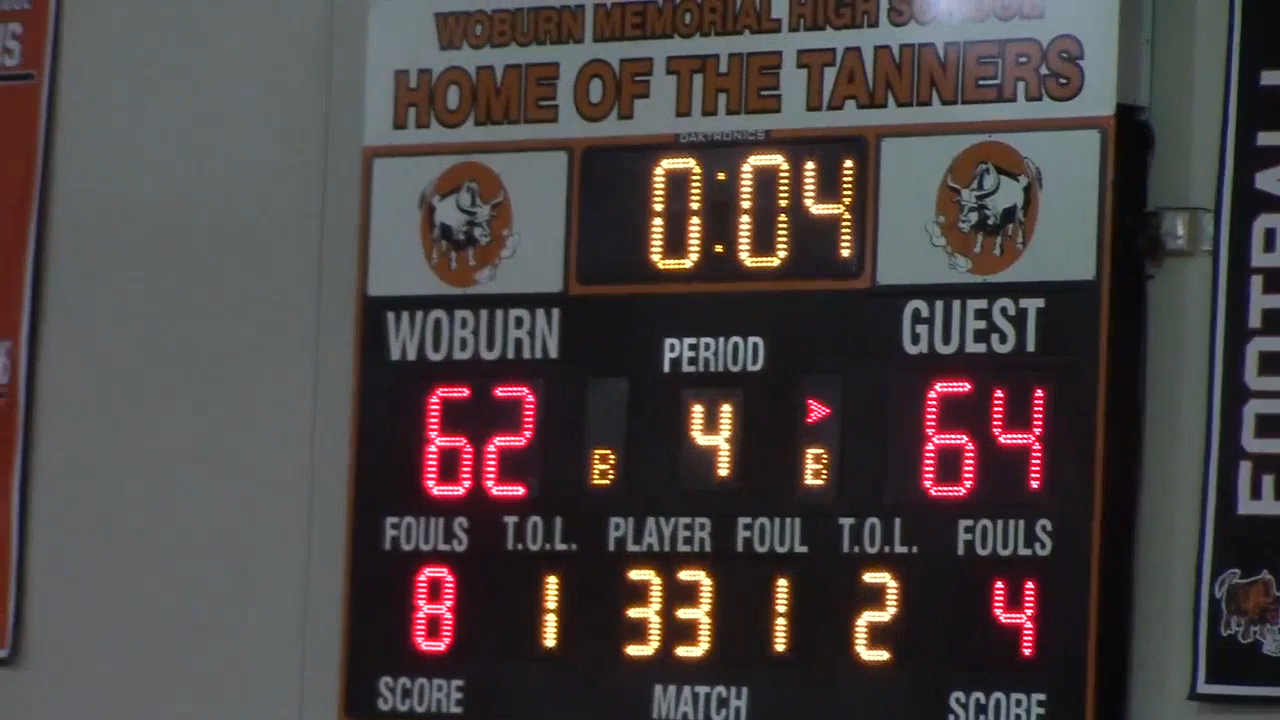 WOBURN MEMORIAL HIGH SCHOOL
HOME OF THE TANNERS
DAKTRONICS
0:04
WOBURN PERIOD GUEST
62 B 4 B 64
FOULS T.O.L. PLAYER FOUL T.O.L. FOULS
8 1 33 1 2 4
SCORE MATCH SCORE
FOOTBALL